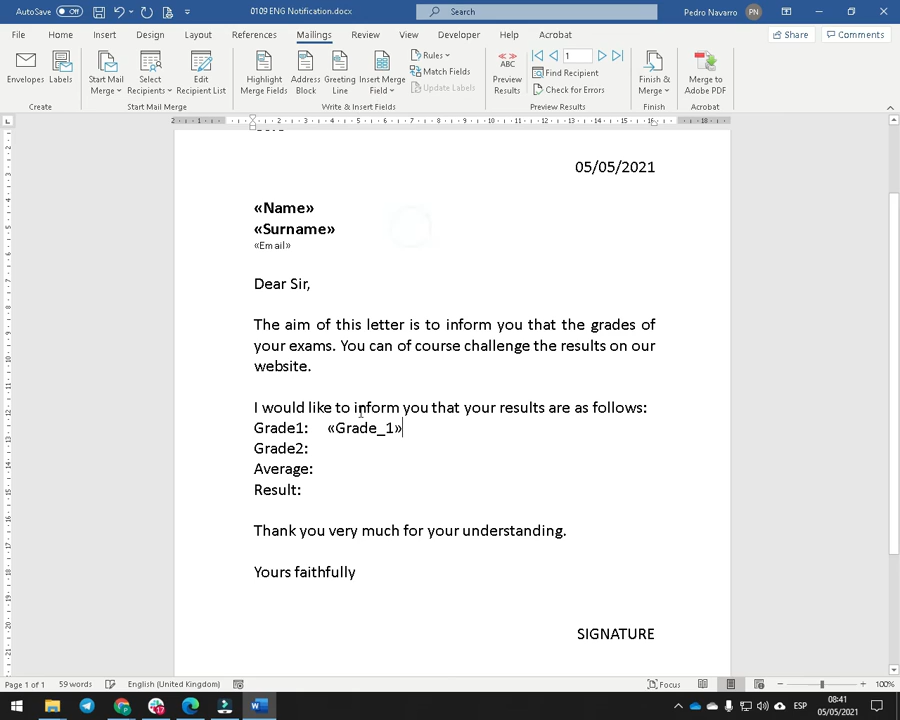 AutoSave Off 0109 ENG Notification.docx Search Pedro Navarro PN
File Home Insert Design Layout References Mailings Review View Developer Help Acrobat Share Comments
Envelopes Labels Start Mail Merge Select Recipients Edit Recipient List Highlight Merge Fields Address Block Greeting Line Insert Merge Field Rules Match Fields Update Labels ABC Preview Results 1 Find Recipient Check for Errors Finish & Merge Merge to Adobe PDF
Create Start Mail Merge Write & Insert Fields Preview Results Finish Acrobat
05/05/2021
«Name»
«Surname»
«Email»
Dear Sir,
The aim of this letter is to inform you that the grades of
your exams. You can of course challenge the results on our
website.
I would like to inform you that your results are as follows:
Grade1: «Grade_1»
Grade2:
Average:
Result:
Thank you very much for your understanding.
Yours faithfully
SIGNATURE
Page 1 of 1 59 words English (United Kingdom) Focus 100%
ESP 08:41
05/05/2021